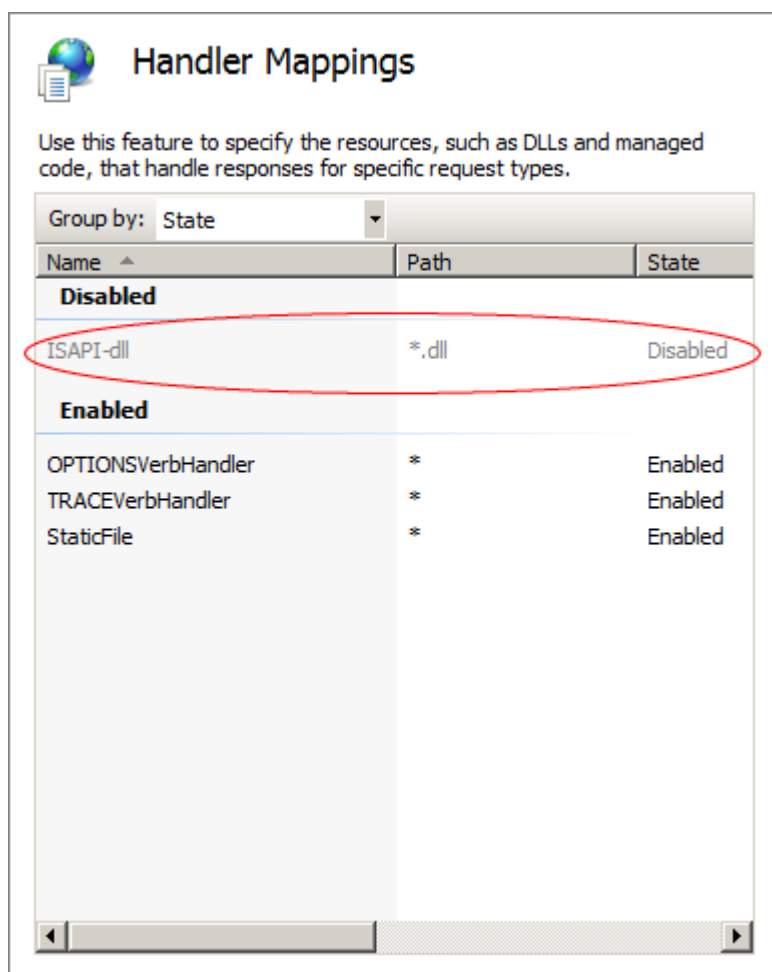 Handler Mappings
Use this feature to specify the resources, such as DLLs and managed
code, that handle responses for specific request types.
Group by: State
Name Path State
Disabled
ISAPI-dll *.dll Disabled
Enabled
OPTIONSVerbHandler * Enabled
TRACEVerbHandler * Enabled
StaticFile * Enabled